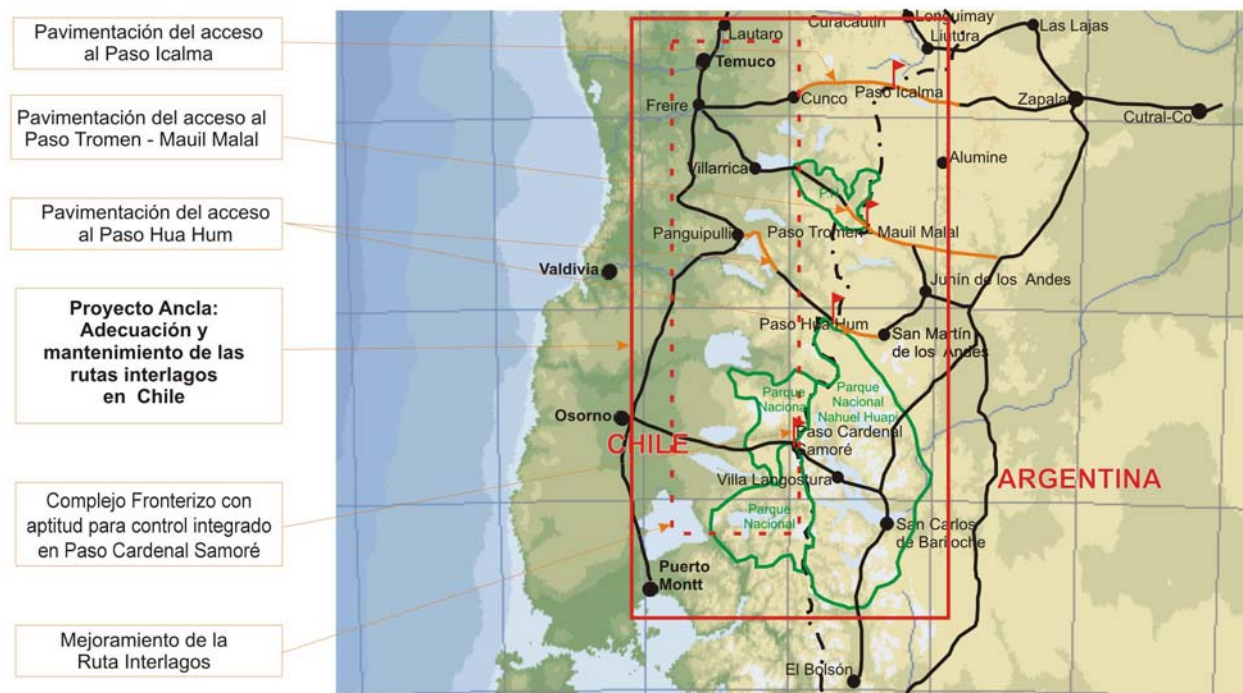 Pavimentación del acceso
al Paso Icalma
Pavimentación del acceso al
Paso Tromen - Mauil Malal
Pavimentación del acceso
al Paso Hua Hum
Proyecto Ancla:
Adecuación y
mantenimiento de las
rutas interlagos
en Chile
Complejo Fronterizo con
aptitud para control integrado
en Paso Cardenal Samoré
Mejoramiento de la
Ruta Interlagos
Lautaro
Curacautín
Lonquimay
Liutura
Las Lajas
Temuco
Freire
Cunco
Paso Icalma
Zapala
Cutral-Co
Villarrica
Alumine
P.N.
Panguipulli
Paso Tromen
Mauil Malal
Valdivia
Junín de los Andes
Paso Hua Hum
San Martín
de los Andes
Parque
Nacional
Parque
Nacional
Nahuel Huapi
Osorno
CHILE
Paso Cardenal
Samoré
Villa Langostura
ARGENTINA
Parque
Nacional
San Carlos
de Bariloche
Puerto
Montt
El Bolsón